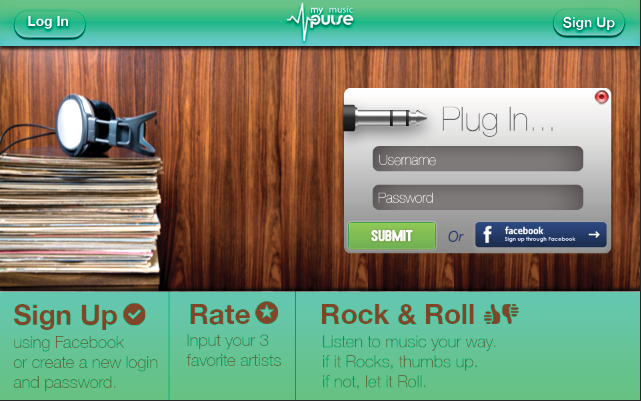 Log In
my music
pulse
Sign Up
Plug In...
Username
Password
SUBMIT
Or
facebook
Sign up through Facebook
Sign Up
using Facebook
or create a new login
and password.
Rate
Input your 3
favorite artists
Rock & Roll
Listen to music your way.
if it Rocks, thumbs up.
if not, let it Roll.